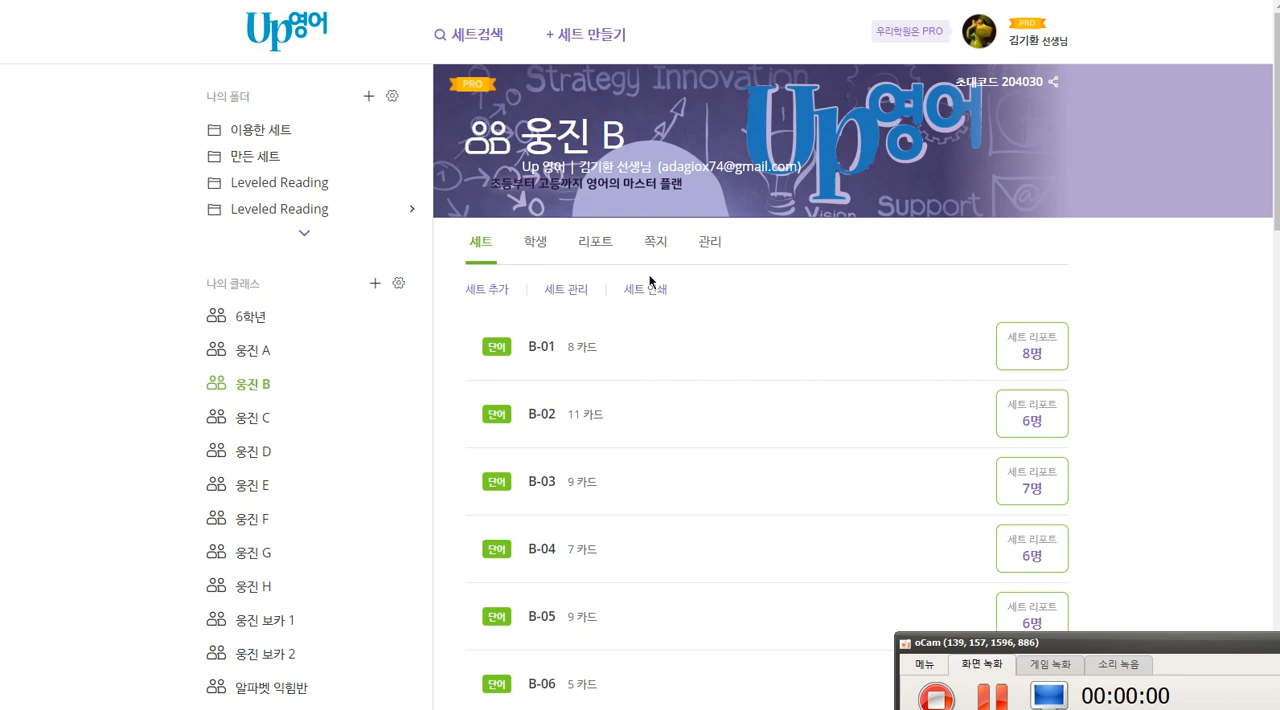 Up영어
세트검색
+ 세트 만들기
우리학원은 PRO
PRO
김기환 선생님
나의 폴더
이용한 세트
만든 세트
Leveled Reading
Leveled Reading
나의 클래스
6학년
웅진 A
웅진 B
웅진 C
웅진 D
웅진 E
웅진 F
웅진 G
웅진 H
웅진 보카 1
웅진 보카 2
알파벳 익힘반
PRO
Strategy Innovation
초대코드 204030
웅진 B
Up영어
Up 영어 | 김기환 선생님 (adagiox74@gmail.com)
초등부터 고등까지 영어의 마스터 플랜
Vision
Support
세트 학생 리포트 쪽지 관리
세트 추가 | 세트 관리 | 세트 인쇄
단어 B-01 8 카드
세트 리포트
8명
단어 B-02 11 카드
세트 리포트
6명
단어 B-03 9 카드
세트 리포트
7명
단어 B-04 7 카드
세트 리포트
6명
단어 B-05 9 카드
세트 리포트
6명
단어 B-06 5 카드
oCam (139, 157, 1596, 886)
메뉴 화면 녹화 게임 녹화 소리 녹음
00:00:00